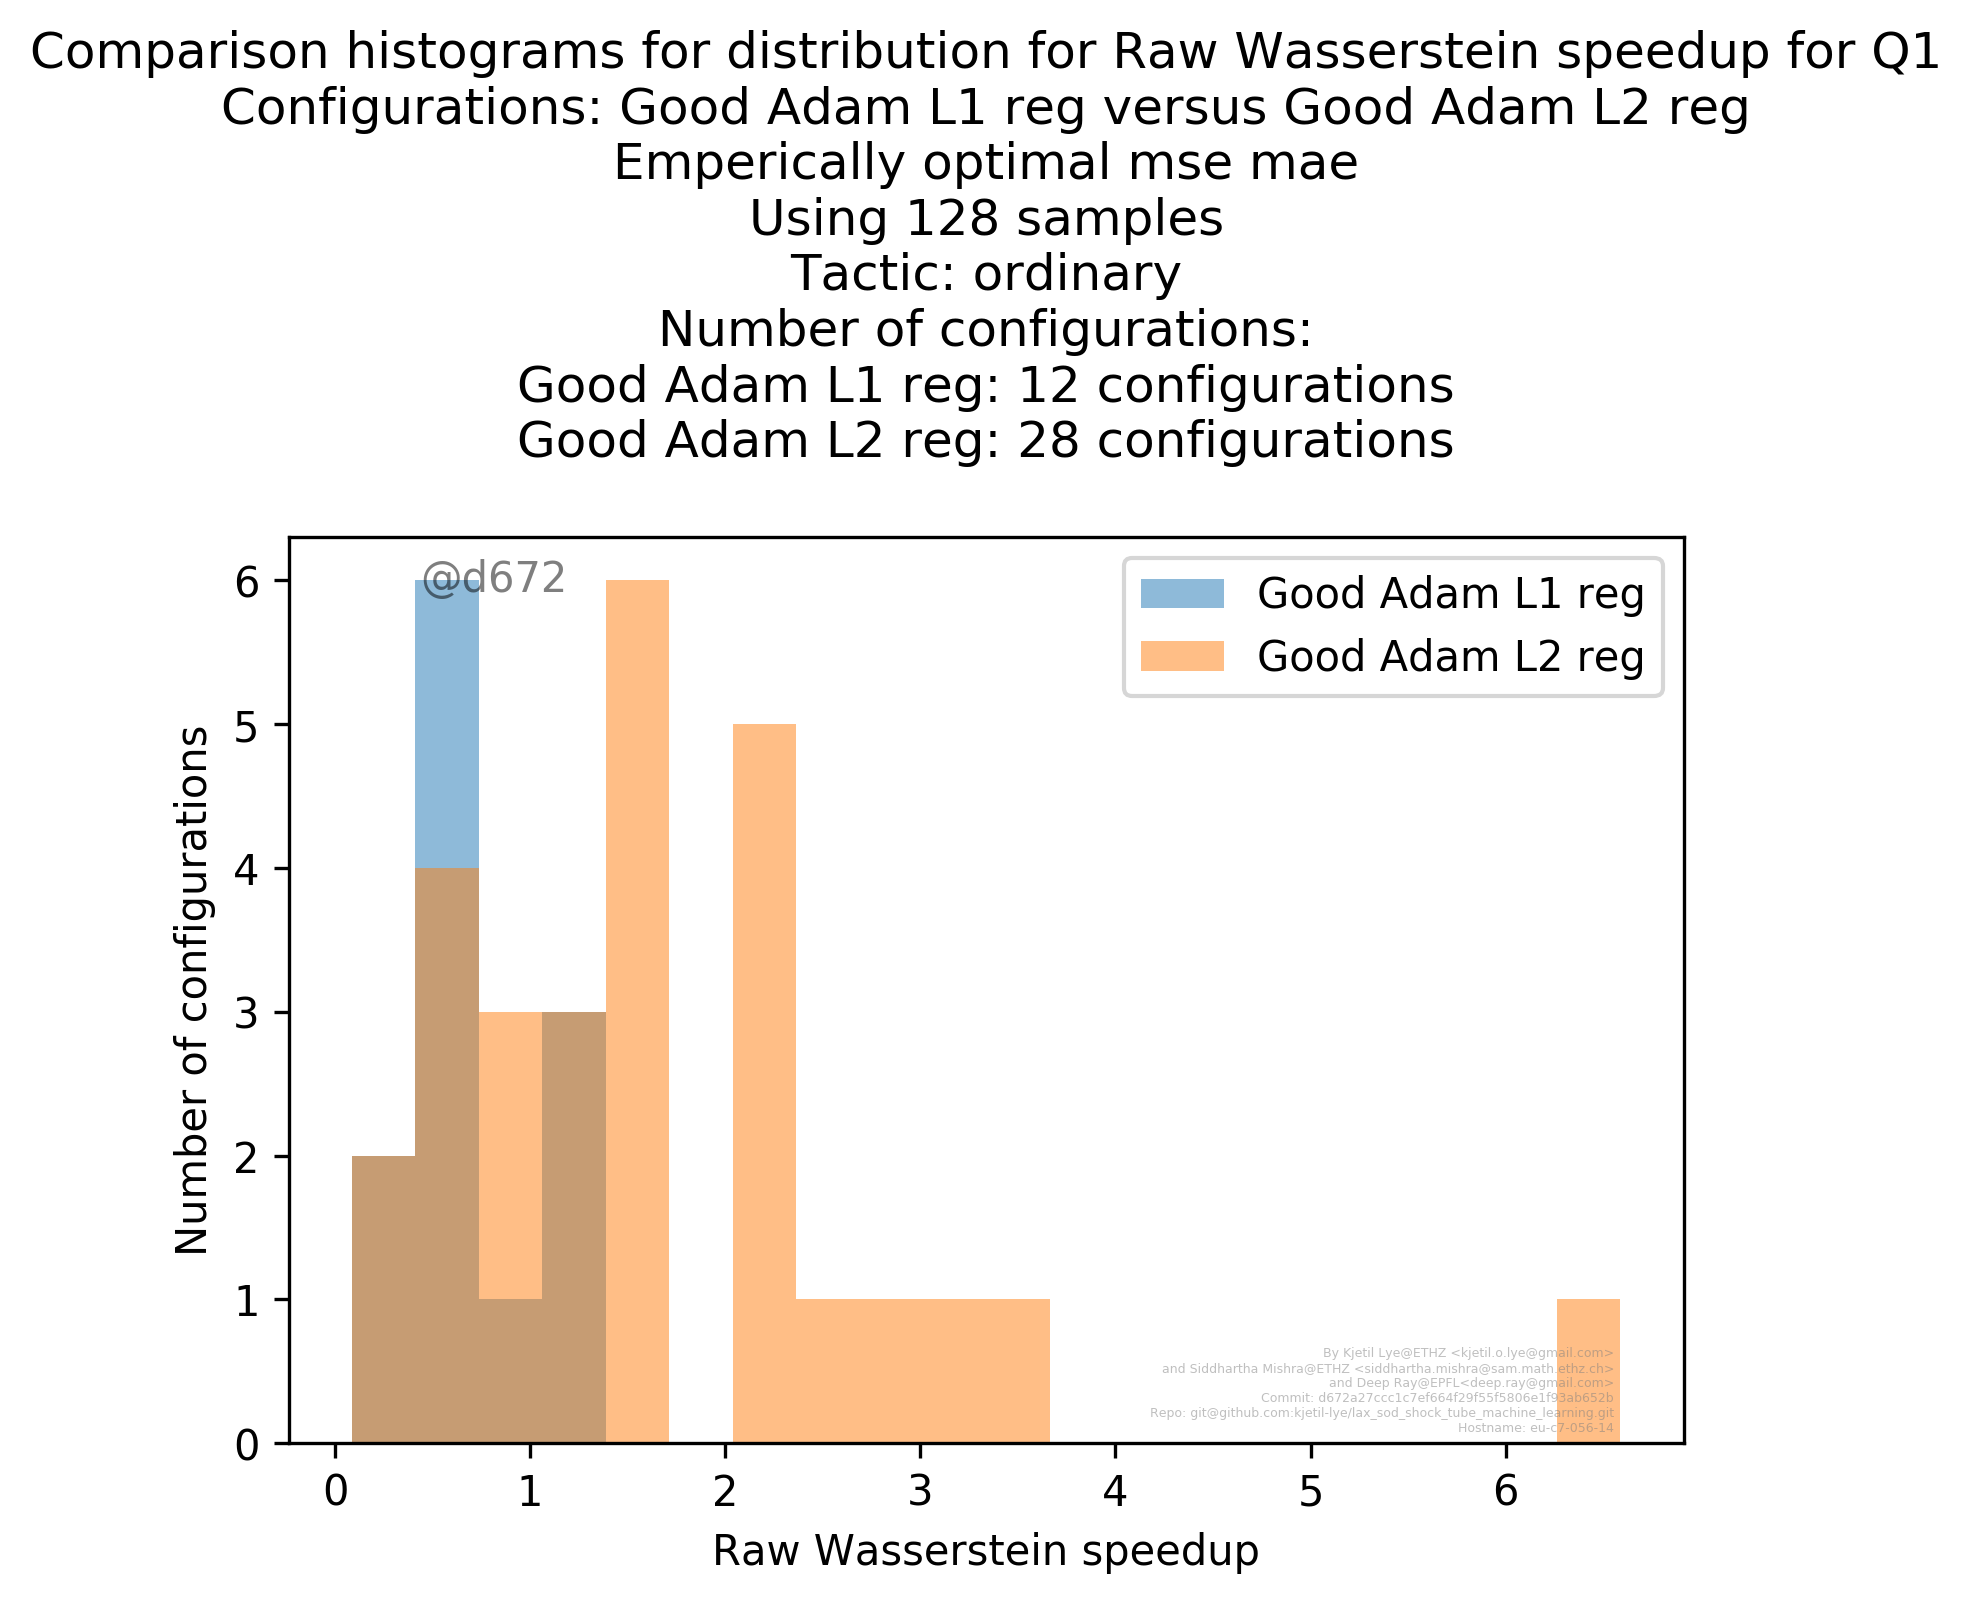 Comparison histograms for distribution for Raw Wasserstein speedup for Q1
Configurations: Good Adam L1 reg versus Good Adam L2 reg
Emperically optimal mse mae
Using 128 samples
Tactic: ordinary
Number of configurations:
Good Adam L1 reg: 12 configurations
Good Adam L2 reg: 28 configurations
@d672
Good Adam L1 reg
Good Adam L2 reg
6
5
4
3
2
1
0
Number of configurations
By Kjetil Lye@ETHZ <kjetil.o.lye@gmail.com>
and Siddhartha Mishra@ETHZ <siddhartha.mishra@sam.math.ethz.ch>
and Deep Ray@EPFL<deep.ray@gmail.com>
Commit: d672a27ccc1c7ef664f29f55f5806e1f93ab652b
Repo: git@github.com:kjetil-lye/lax_sod_shock_tube_machine_learning.git
Hostname: eu-c7-056-14
0 1 2 3 4 5 6
Raw Wasserstein speedup